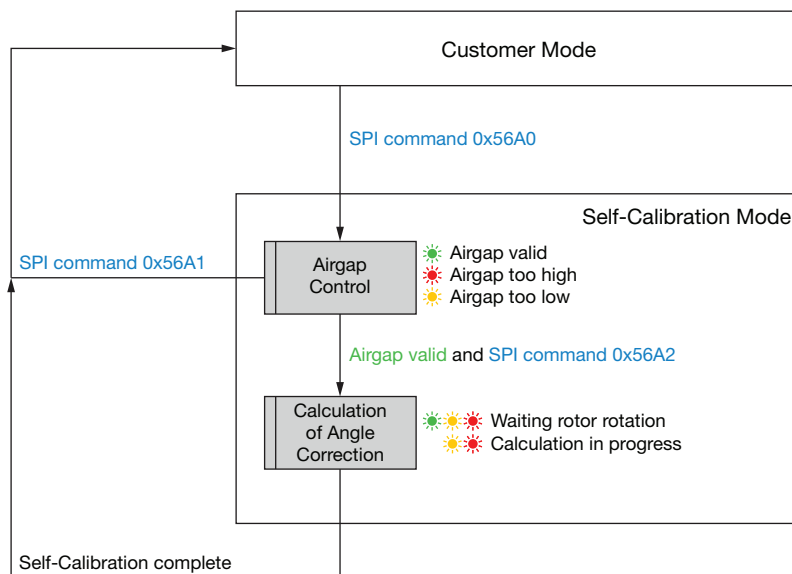 Customer Mode
SPI command 0x56A0
Self-Calibration Mode
SPI command 0x56A1
Airgap
Control
Airgap valid
Airgap too high
Airgap too low
Airgap valid and SPI command 0x56A2
Calculation
of Angle
Correction
Waiting rotor rotation
Calculation in progress
Self-Calibration complete